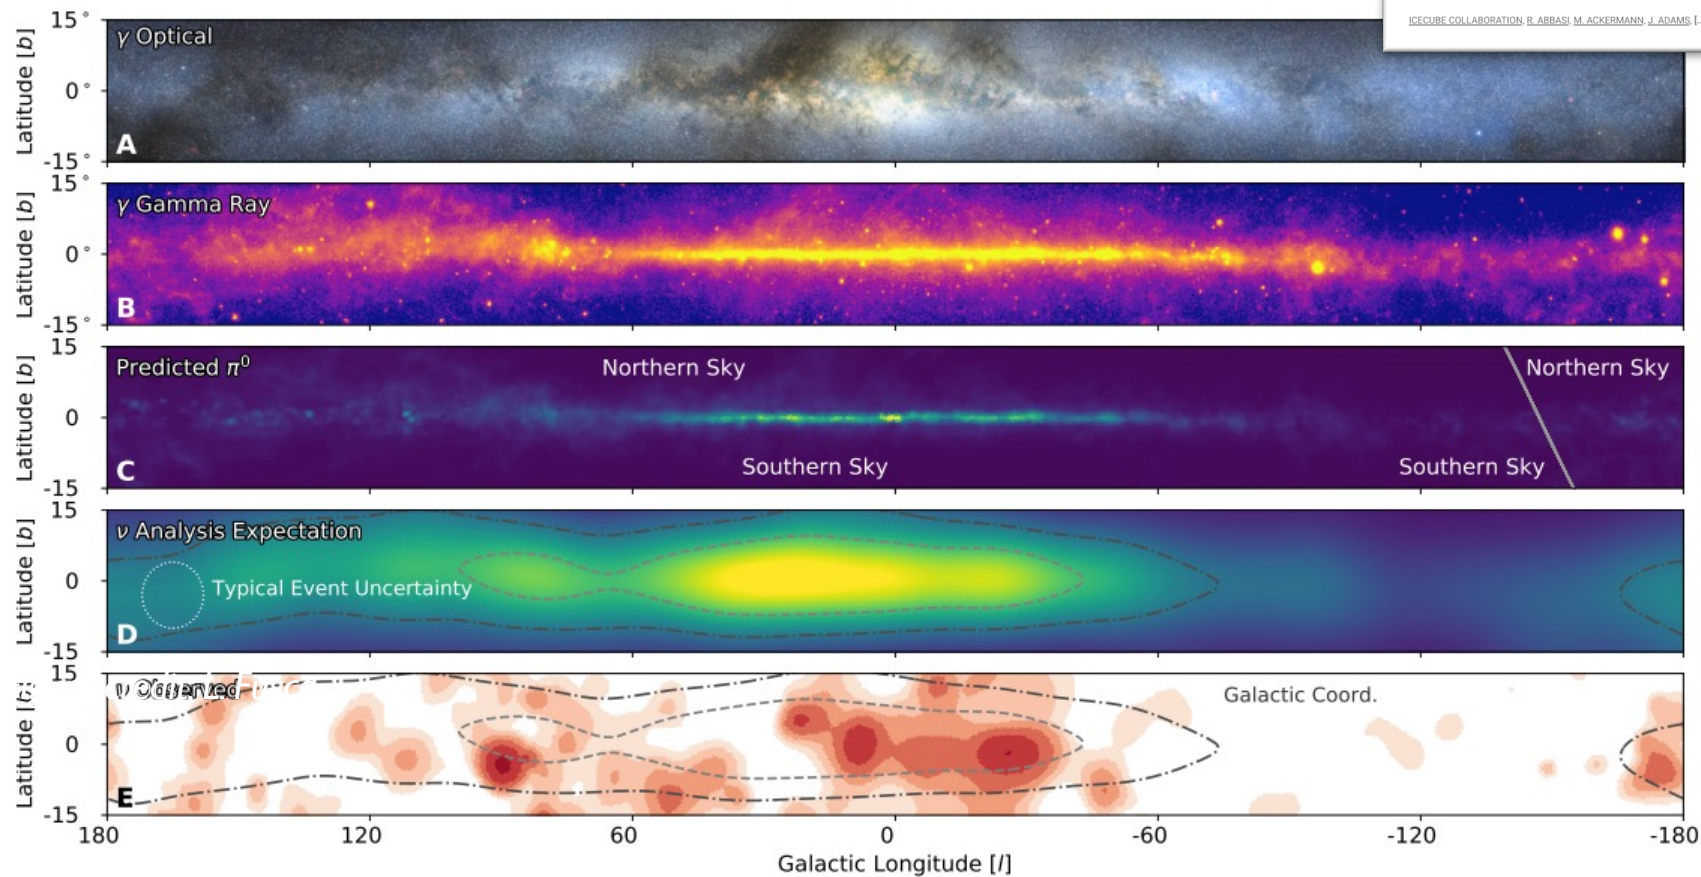 ICECUBE COLLABORATION, R. ABBASI, M. ACKERMANN, J. ADAMS, [..
15°
γ Optical
Latitude [b]
0°
A
-15°
15°
γ Gamma Ray
Latitude [b]
0°
B
-15°
15
Predicted π⁰
Northern Sky
Northern Sky
Latitude [b]
0
Southern Sky
Southern Sky
C
-15
15
ν Analysis Expectation
Latitude [b]
0
Typical Event Uncertainty
D
-15
15
ν Observed
Galactic Coord.
Latitude
0
E
-15
180
120
60
0
-60
-120
-180
Galactic Longitude [l]